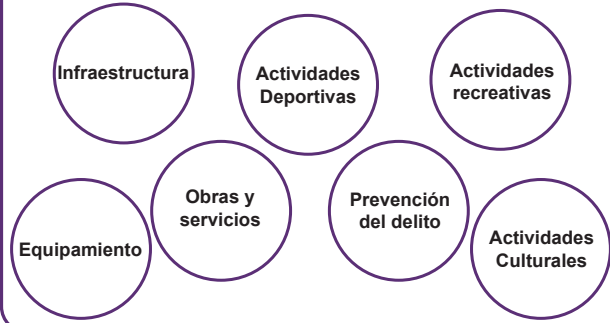 Infraestructura
Actividades
Deportivas
Actividades
recreativas
Equipamiento
Obras y
servicios
Prevención
del delito
Actividades
Culturales